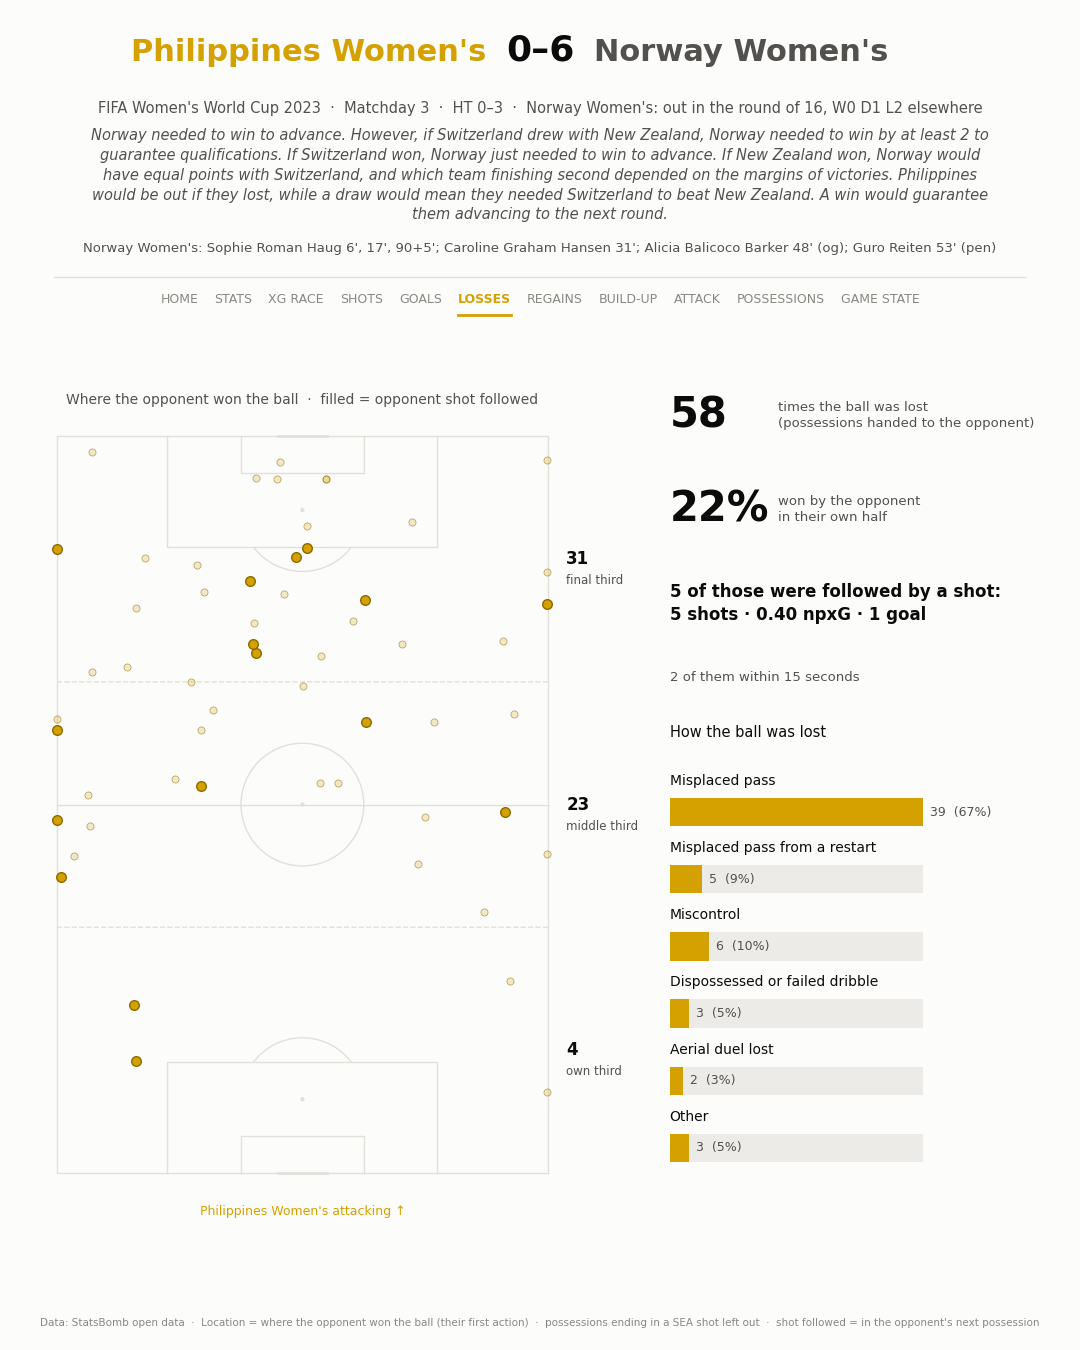 Philippines Women's 0–6 Norway Women's
FIFA Women's World Cup 2023 · Matchday 3 · HT 0–3 · Norway Women's: out in the round of 16, W0 D1 L2 elsewhere
Norway needed to win to advance. However, if Switzerland drew with New Zealand, Norway needed to win by at least 2 to
guarantee qualifications. If Switzerland won, Norway just needed to win to advance. If New Zealand won, Norway would
have equal points with Switzerland, and which team finishing second depended on the margins of victories. Philippines
would be out if they lost, while a draw would mean they needed Switzerland to beat New Zealand. A win would guarantee
them advancing to the next round.
Norway Women's: Sophie Roman Haug 6', 17', 90+5'; Caroline Graham Hansen 31'; Alicia Balicoco Barker 48' (og); Guro Reiten 53' (pen)
HOME STATS XG RACE SHOTS GOALS LOSSES REGAINS BUILD-UP ATTACK POSSESSIONS GAME STATE
Where the opponent won the ball · filled = opponent shot followed
31
final third
23
middle third
4
own third
Philippines Women's attacking ↑
58
times the ball was lost
(possessions handed to the opponent)
22%
won by the opponent
in their own half
5 of those were followed by a shot:
5 shots · 0.40 npxG · 1 goal
2 of them within 15 seconds
How the ball was lost
Misplaced pass
39 (67%)
Misplaced pass from a restart
5 (9%)
Miscontrol
6 (10%)
Dispossessed or failed dribble
3 (5%)
Aerial duel lost
2 (3%)
Other
3 (5%)
Data: StatsBomb open data · Location = where the opponent won the ball (their first action) · possessions ending in a SEA shot left out · shot followed = in the opponent's next possession